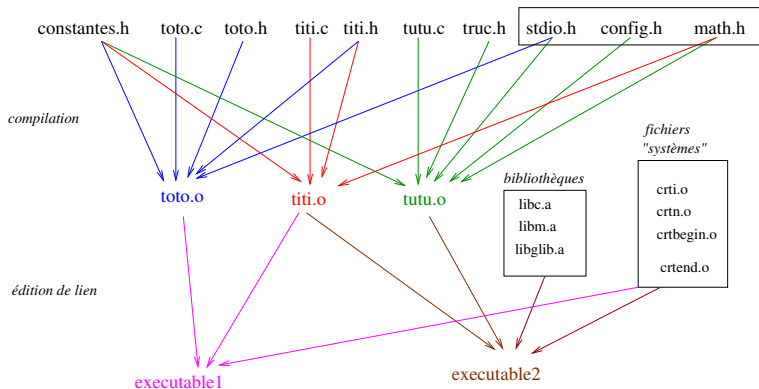 constantes.h toto.c toto.h titi.c titi.h tutu.c truc.h stdio.h config.h math.h
compilation
fichiers
"systèmes"
bibliothèques
toto.o titi.o tutu.o
libc.a
libm.a
libglib.a
crti.o
crtn.o
crtbegin.o
crtend.o
édition de lien
executable1 executable2